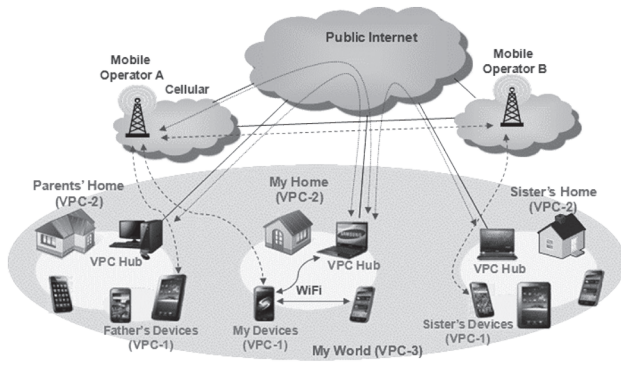 Public Internet
Mobile
Operator A
Cellular
Mobile
Operator B
Parents' Home
(VPC-2)
My Home
(VPC-2)
Sister's Home
(VPC-2)
SAMSUNG
VPC Hub
VPC Hub
VPC Hub
WiFi
Father's Devices
(VPC-1)
My Devices
(VPC-1)
Sister's Devices
(VPC-1)
My World (VPC-3)